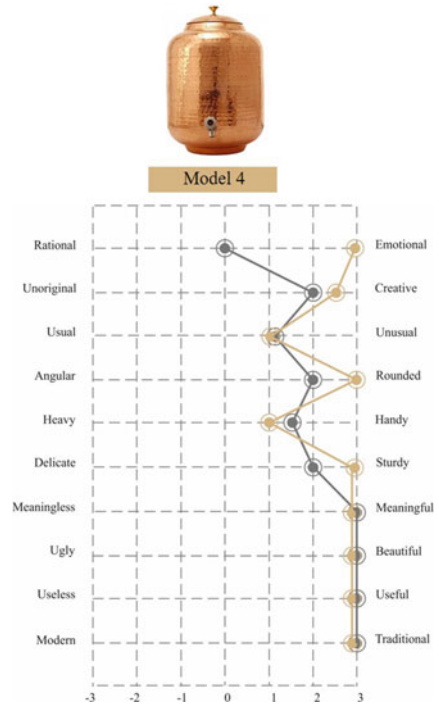 Model 4
Rational Emotional
Unoriginal Creative
Usual Unusual
Angular Rounded
Heavy Handy
Delicate Sturdy
Meaningless Meaningful
Ugly Beautiful
Useless Useful
Modern Traditional
-3 -2 -1 0 1 2 3